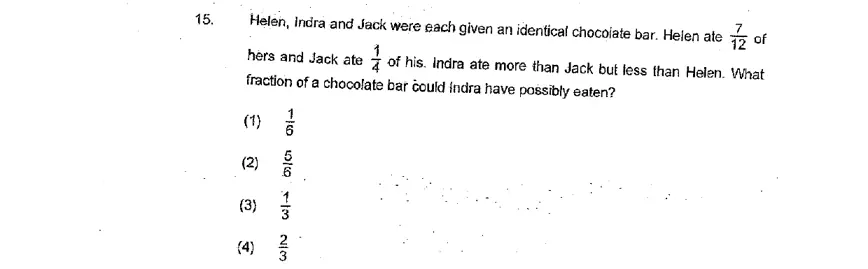 15. Helen, Indra and Jack were each given an identical chocolate bar. Helen ate 7/12 of
hers and Jack ate 1/4 of his. Indra ate more than Jack but less than Helen. What
fraction of a chocolate bar could Indra have possibly eaten?
(1) 1/6
(2) 5/6
(3) 1/3
(4) 2/3